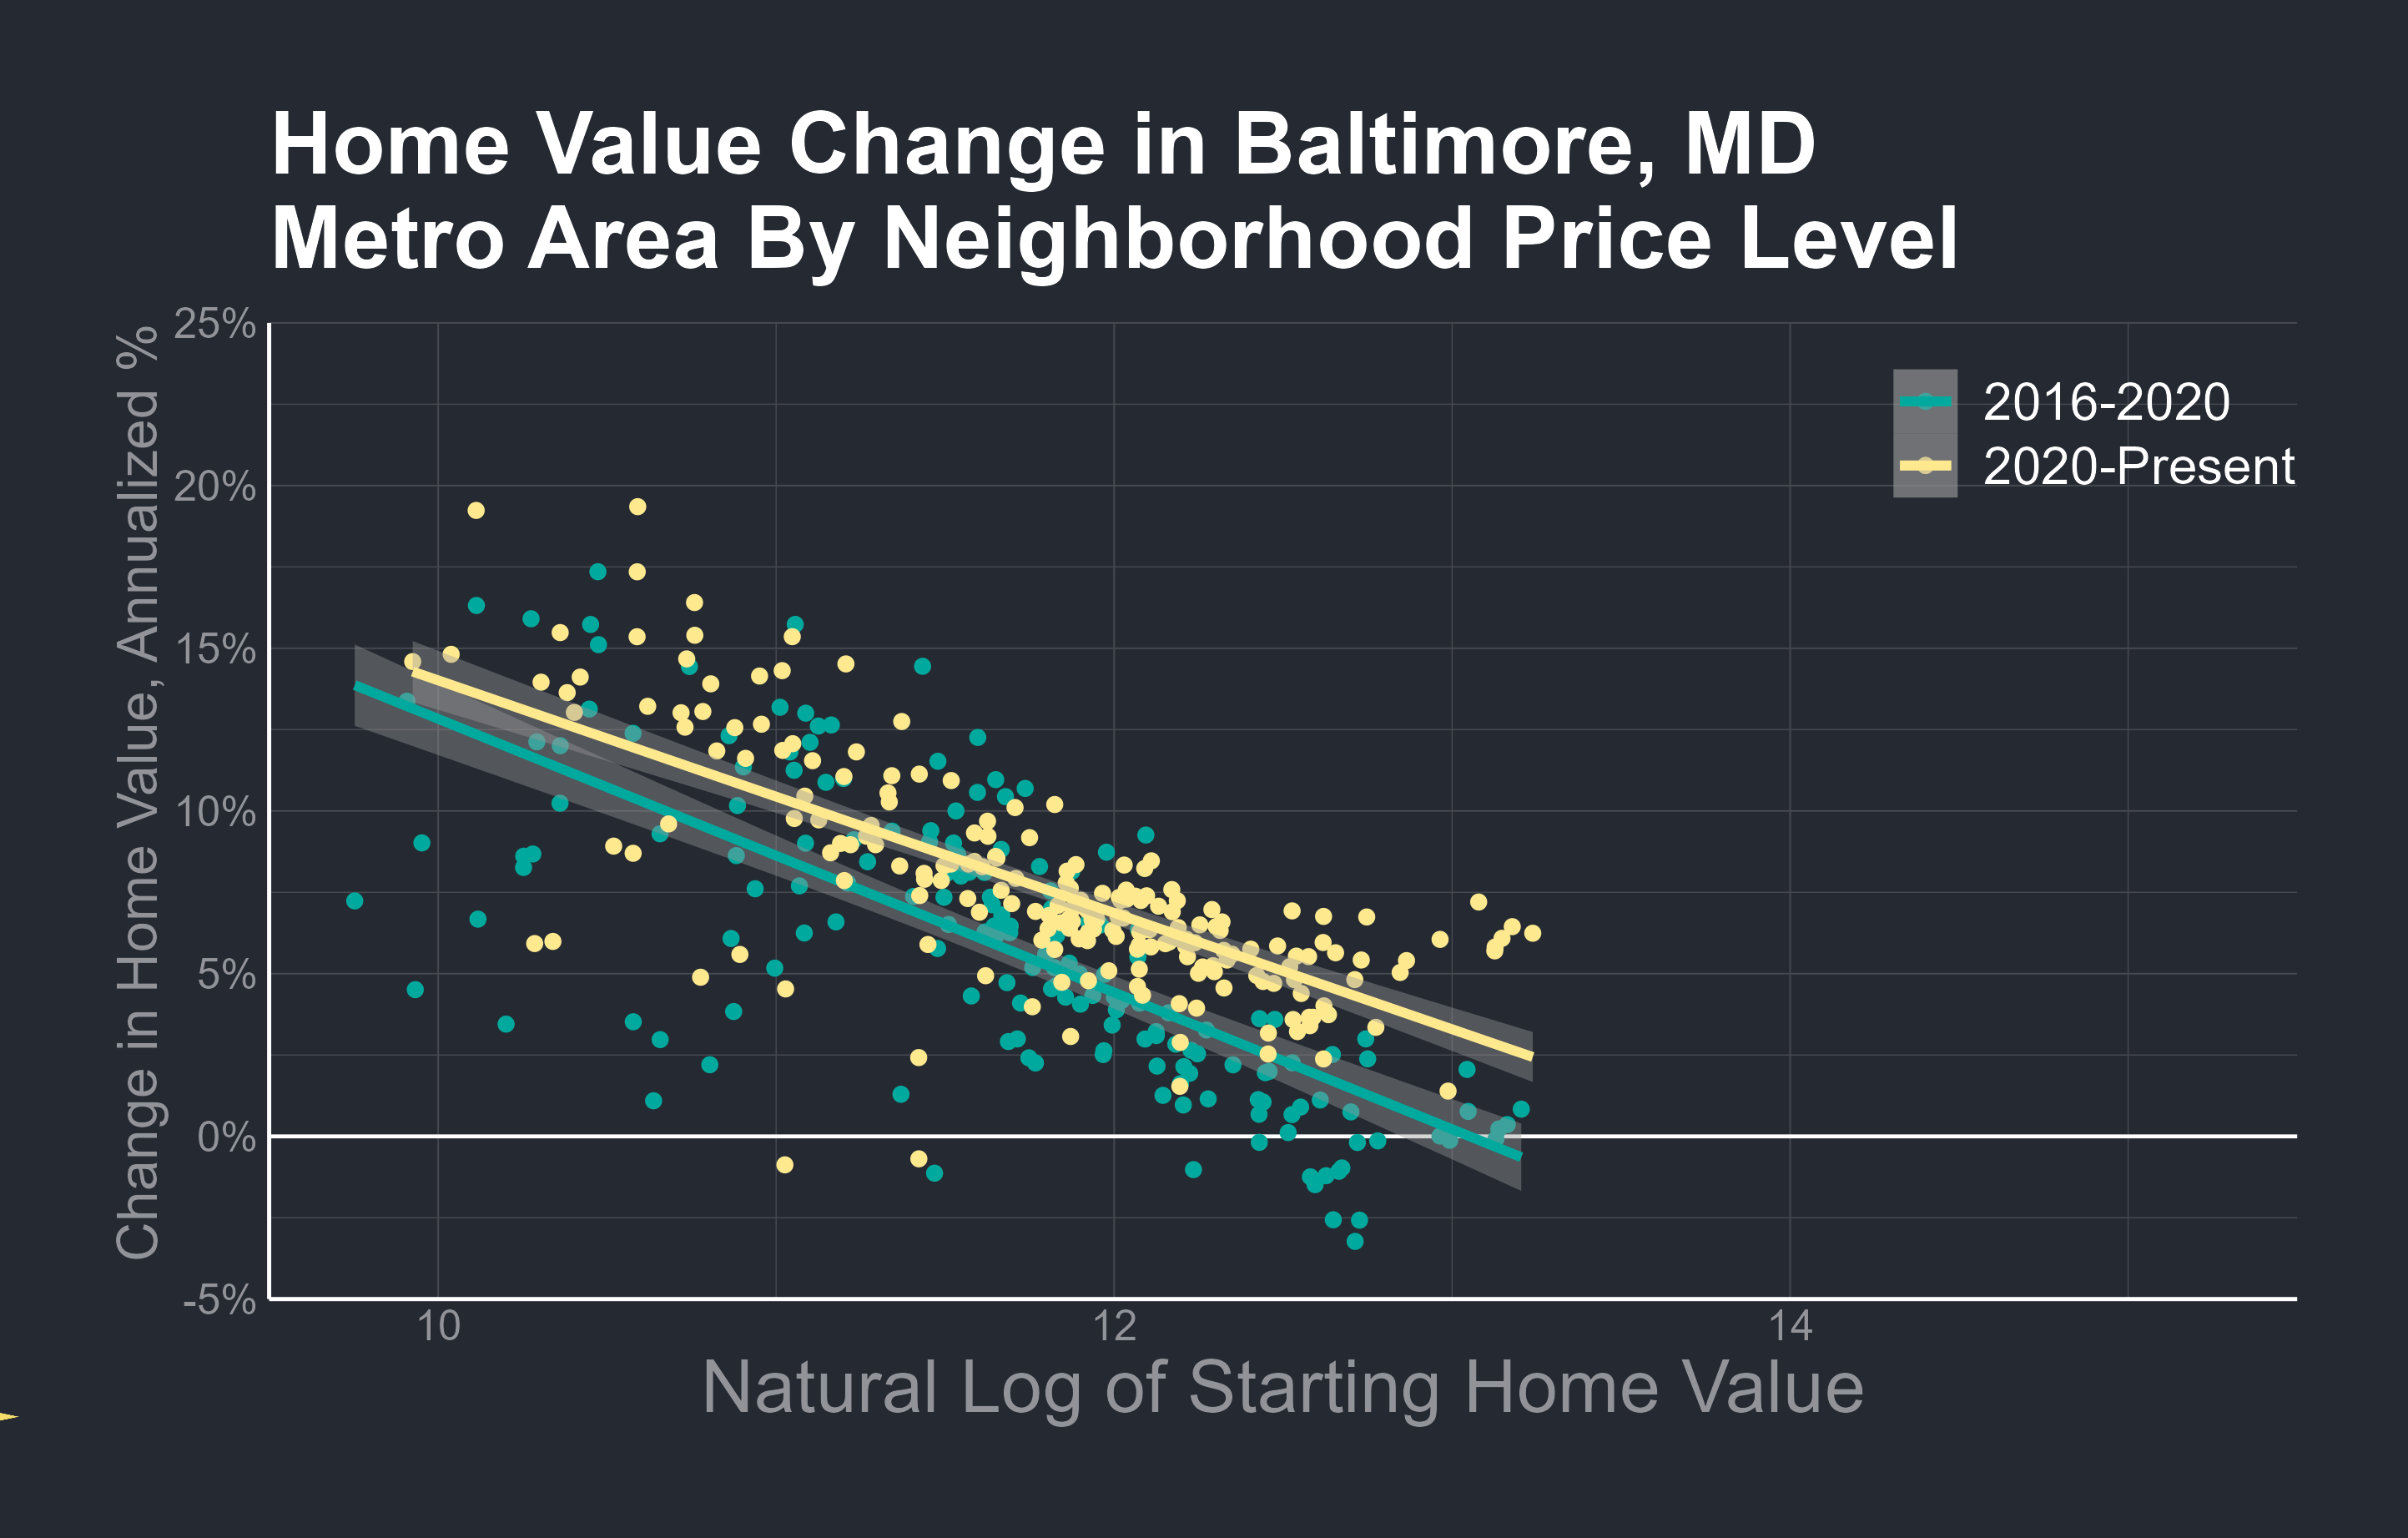 Home Value Change in Baltimore, MD
Metro Area By Neighborhood Price Level
Change in Home Value, Annualized %
25%
20%
15%
10%
5%
0%
-5%
2016-2020
2020-Present
10
12
14
Natural Log of Starting Home Value